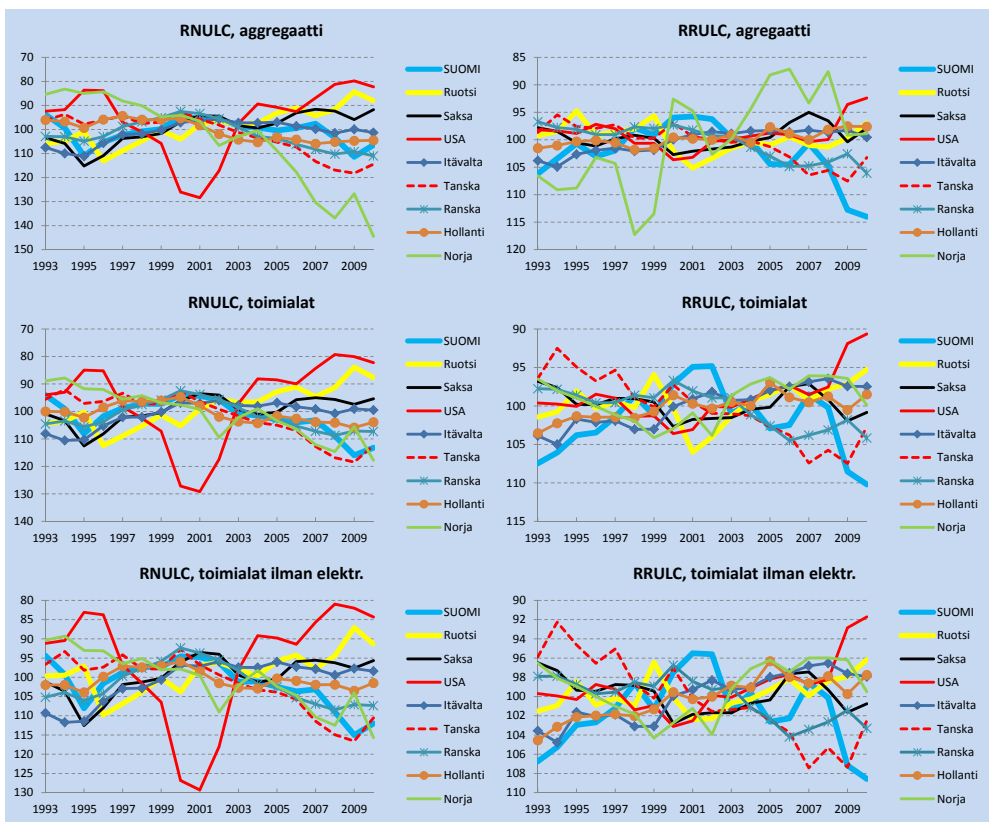 RNULC, aggregaatti
70
80
90
100
110
120
130
140
150
1993 1995 1997 1999 2001 2003 2005 2007 2009
SUOMI
Ruotsi
Saksa
USA
Itävalta
Tanska
Ranska
Hollanti
Norja
RRULC, agregaatti
85
90
95
100
105
110
115
120
1993 1995 1997 1999 2001 2003 2005 2007 2009
SUOMI
Ruotsi
Saksa
USA
Itävalta
Tanska
Ranska
Hollanti
Norja
RNULC, toimialat
70
80
90
100
110
120
130
140
1993 1995 1997 1999 2001 2003 2005 2007 2009
SUOMI
Ruotsi
Saksa
USA
Itävalta
Tanska
Ranska
Hollanti
Norja
RRULC, toimialat
90
95
100
105
110
115
1993 1995 1997 1999 2001 2003 2005 2007 2009
SUOMI
Ruotsi
Saksa
USA
Itävalta
Tanska
Ranska
Hollanti
Norja
RNULC, toimialat ilman elektr.
80
85
90
95
100
105
110
115
120
125
130
1993 1995 1997 1999 2001 2003 2005 2007 2009
SUOMI
Ruotsi
Saksa
USA
Itävalta
Tanska
Ranska
Hollanti
Norja
RRULC, toimialat ilman elektr.
90
92
94
96
98
100
102
104
106
108
110
1993 1995 1997 1999 2001 2003 2005 2007 2009
SUOMI
Ruotsi
Saksa
USA
Itävalta
Tanska
Ranska
Hollanti
Norja